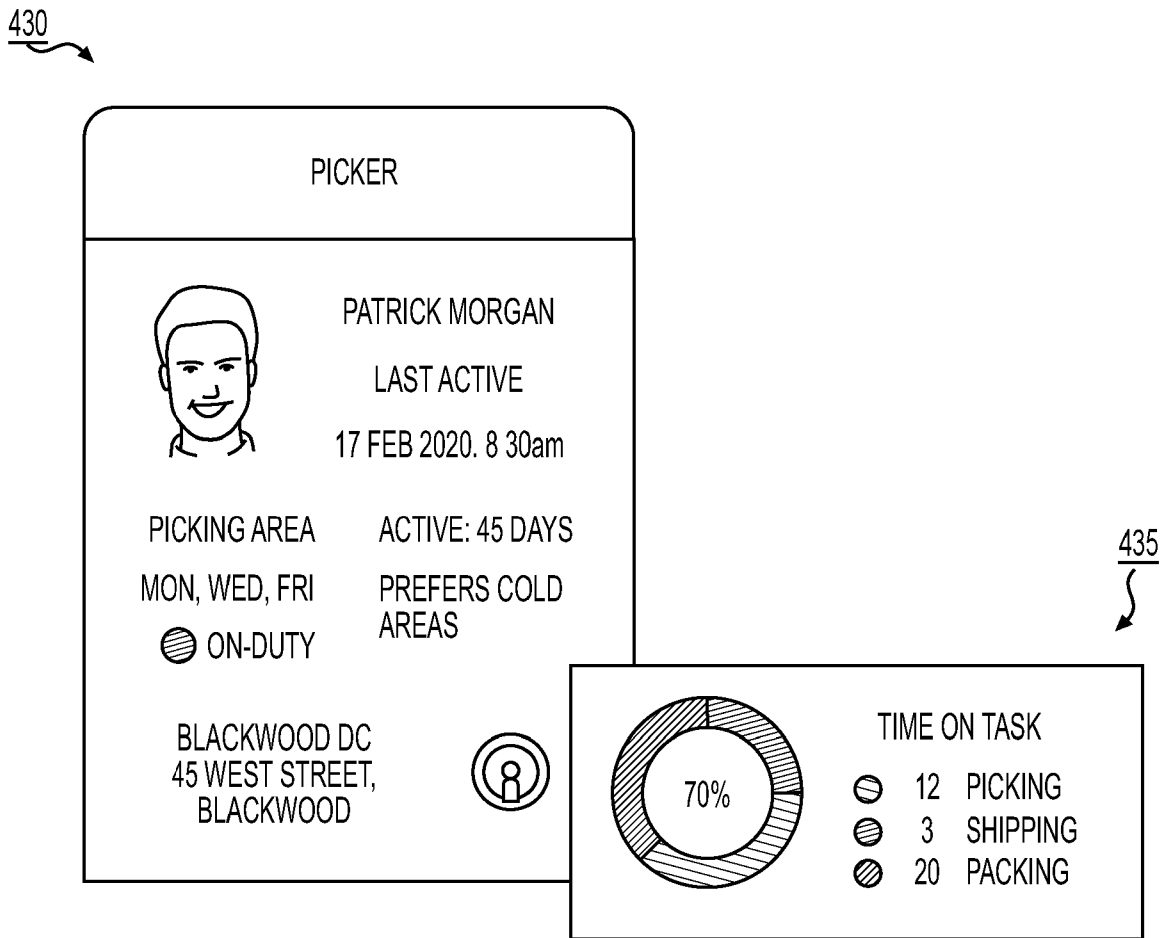 430
PICKER
PATRICK MORGAN
LAST ACTIVE
17 FEB 2020. 8 30am
PICKING AREA
MON, WED, FRI
ON-DUTY
ACTIVE: 45 DAYS
PREFERS COLD
AREAS
BLACKWOOD DC
45 WEST STREET,
BLACKWOOD
435
70%
TIME ON TASK
12 PICKING
3 SHIPPING
20 PACKING